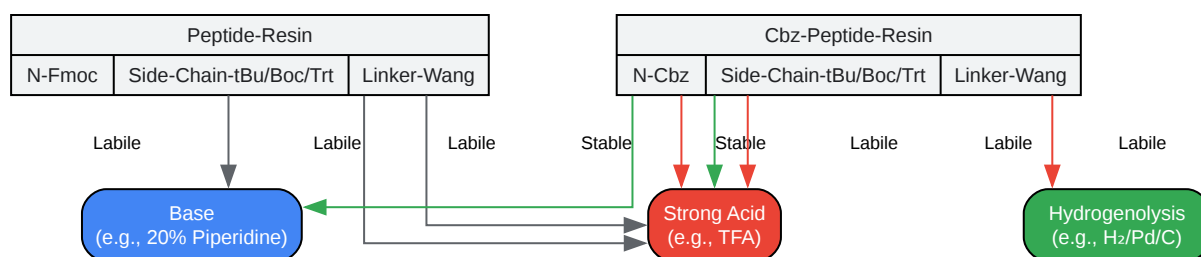 Peptide-Resin
N-Fmoc Side-Chain-tBu/Boc/Trt Linker-Wang
Cbz-Peptide-Resin
N-Cbz Side-Chain-tBu/Boc/Trt Linker-Wang
Labile Labile Labile Stable Stable Labile Labile Labile
Base
(e.g., 20% Piperidine)
Strong Acid
(e.g., TFA)
Hydrogenolysis
(e.g., H₂/Pd/C)